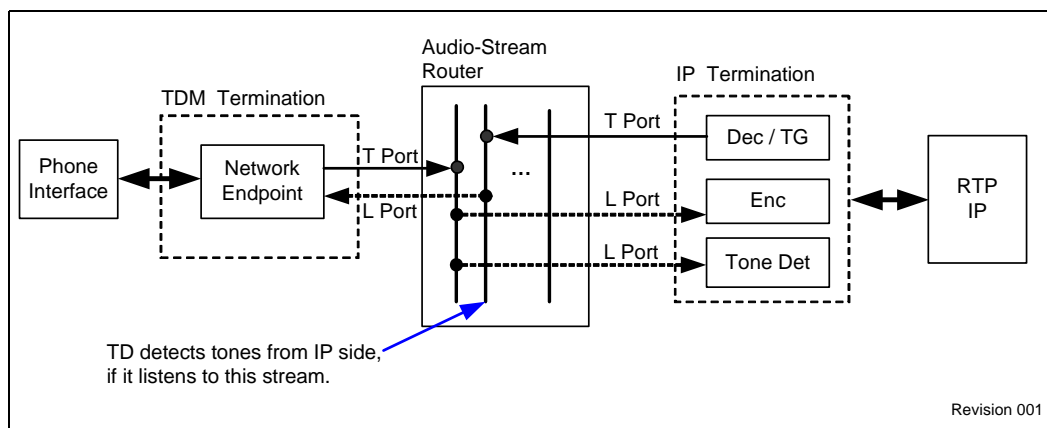 Audio-Stream
Router
TDM Termination
IP Termination
Phone
Interface
Network
Endpoint
T Port
L Port
...
T Port
Dec / TG
L Port
Enc
L Port
Tone Det
RTP
IP
TD detects tones from IP side,
if it listens to this stream.
Revision 001